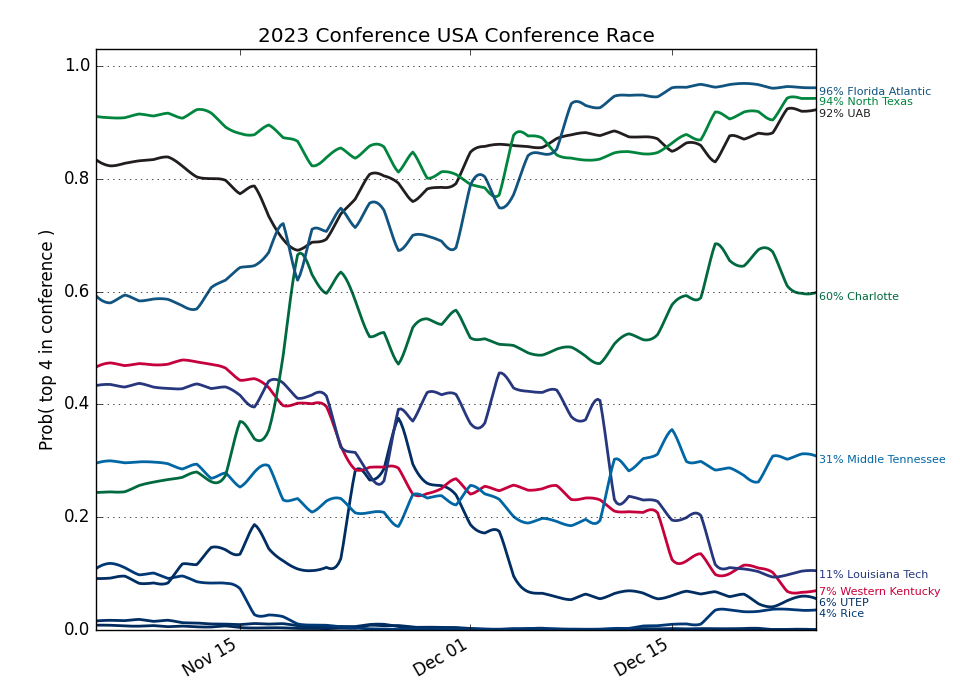 2023 Conference USA Conference Race
1.0
0.8
0.6
0.4
0.2
0.0
Prob( top 4 in conference )
Nov 15
Dec 01
Dec 15
96% Florida Atlantic
94% North Texas
92% UAB
60% Charlotte
31% Middle Tennessee
11% Louisiana Tech
7% Western Kentucky
6% UTEP
4% Rice